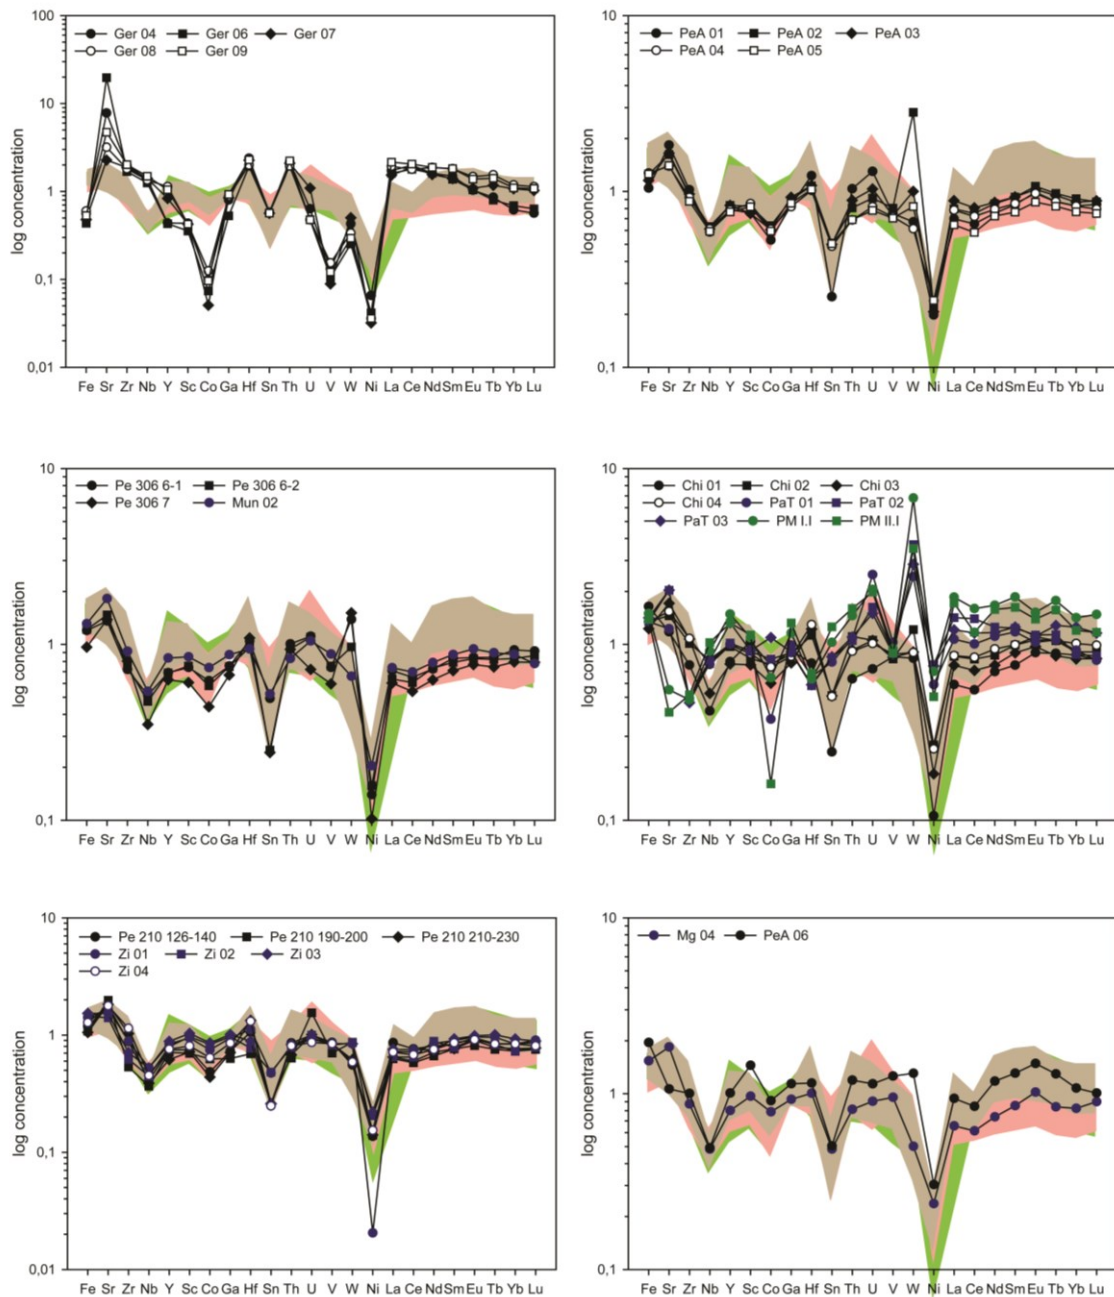 100
10
1
0,1
0,01
log concentration
Ger 04 Ger 06 Ger 07
Ger 08 Ger 09
Fe Sr Zr Nb Y Sc Co Ga Hf Sn Th U V W Ni La Ce Nd Sm Eu Tb Yb Lu
10
1
0,1
log concentration
PeA 01 PeA 02 PeA 03
PeA 04 PeA 05
Fe Sr Zr Nb Y Sc Co Ga Hf Sn Th U V W Ni La Ce Nd Sm Eu Tb Yb Lu
10
1
0,1
log concentration
Pe 306 6-1 Pe 306 6-2
Pe 306 7 Mun 02
Fe Sr Zr Nb Y Sc Co Ga Hf Sn Th U V W Ni La Ce Nd Sm Eu Tb Yb Lu
10
1
0,1
log concentration
Chi 01 Chi 02 Chi 03
Chi 04 PaT 01 PaT 02
PaT 03 PM I.I PM II.I
Fe Sr Zr Nb Y Sc Co Ga Hf Sn Th U V W Ni La Ce Nd Sm Eu Tb Yb Lu
10
1
0,1
0,01
log concentration
Pe 210 126-140 Pe 210 190-200 Pe 210 210-230
Zi 01 Zi 02 Zi 03
Zi 04
Fe Sr Zr Nb Y Sc Co Ga Hf Sn Th U V W Ni La Ce Nd Sm Eu Tb Yb Lu
10
1
0,1
log concentration
Mg 04 PeA 06
Fe Sr Zr Nb Y Sc Co Ga Hf Sn Th U V W Ni La Ce Nd Sm Eu Tb Yb Lu